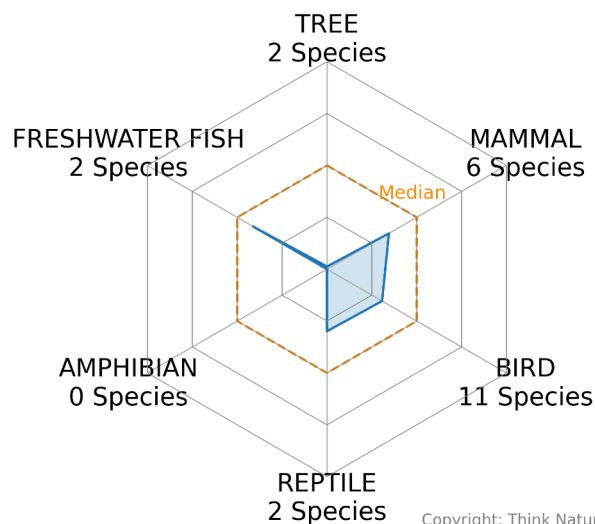 TREE
2 Species
FRESHWATER FISH
2 Species
MAMMAL
6 Species
Median
AMPHIBIAN
0 Species
BIRD
11 Species
REPTILE
2 Species
Copyright: Think Natur